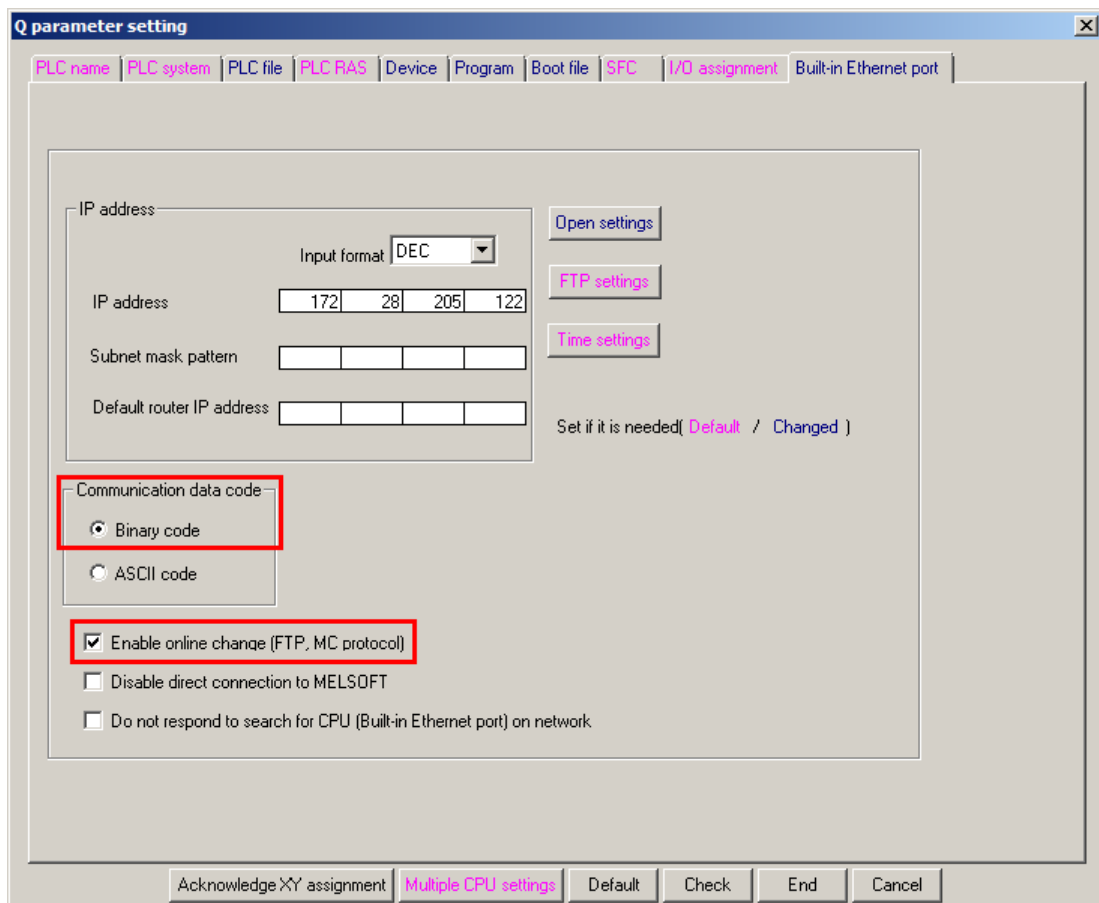 Q parameter setting
PLC name PLC system PLC file PLC RAS Device Program Boot file SFC I/O assignment Built-in Ethernet port
IP address
Input format DEC
IP address 172 28 205 122
Subnet mask pattern
Default router IP address
Open settings
FTP settings
Time settings
Set if it is needed( Default / Changed )
Communication data code
Binary code
ASCII code
Enable online change (FTP, MC protocol)
Disable direct connection to MELSOFT
Do not respond to search for CPU (Built-in Ethernet port) on network
Acknowledge XY assignment Multiple CPU settings Default Check End Cancel